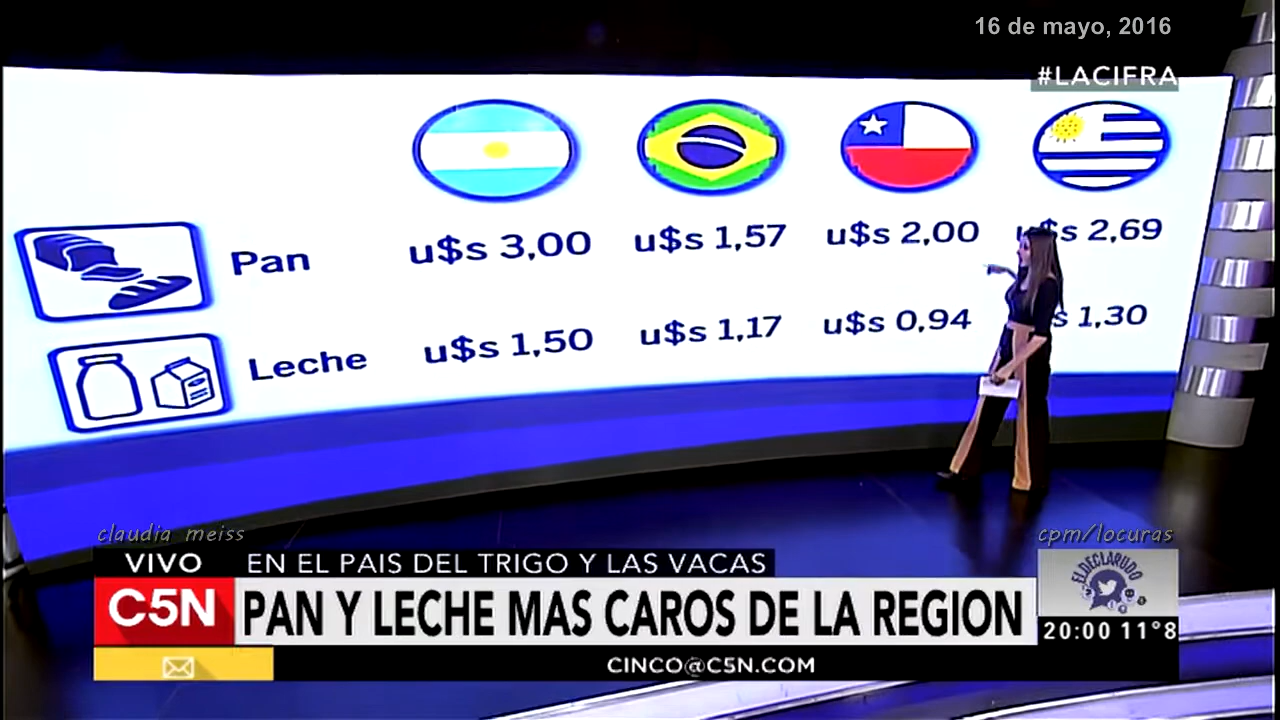 16 de mayo, 2016
#LACIFRA
Pan u$s 3,00 u$s 1,57 u$s 2,00 u$s 2,69
Leche u$s 1,50 u$s 1,17 u$s 0,94 s 1,30
claudia meiss
cpm/locuras
VIVO EN EL PAIS DEL TRIGO Y LAS VACAS
ELDECLARUDO
C5N PAN Y LECHE MAS CAROS DE LA REGION
20:00 11°8
CINCO@C5N.COM